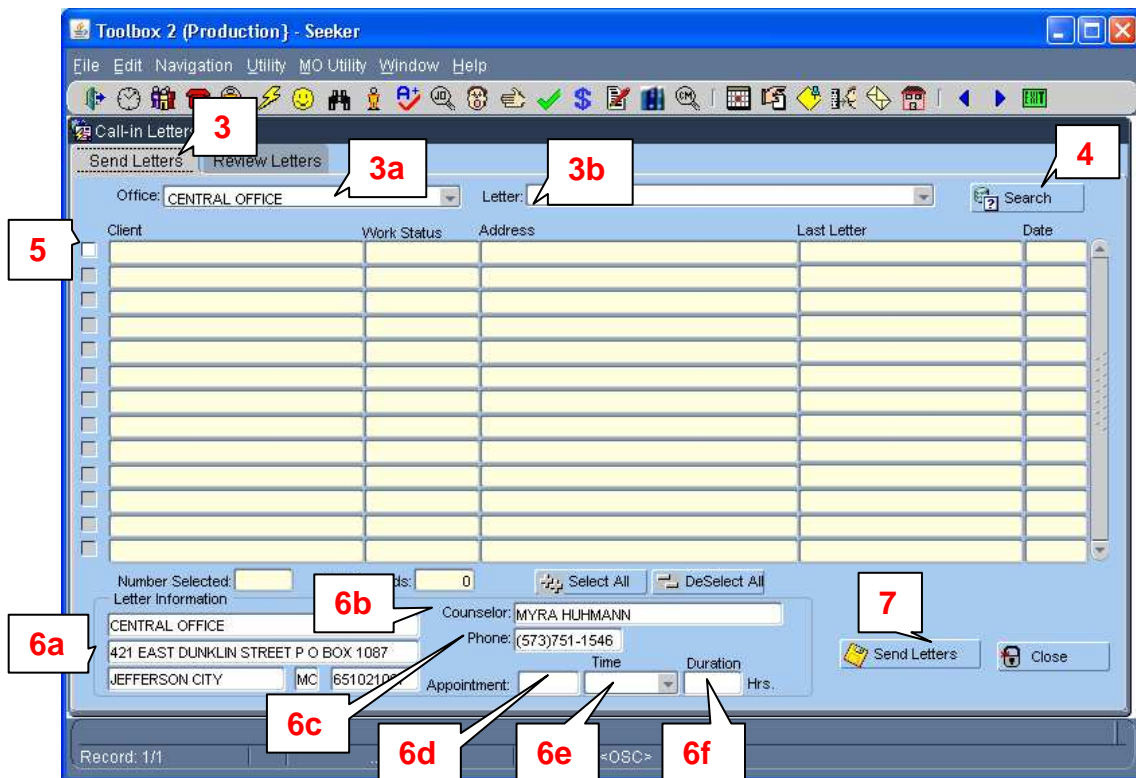 Toolbox 2 (Production} - Seeker
File Edit Navigation Utility MO Utility Window Help
EXIT
Call-in Letter
3
Send Letters Review Letters
3a
3b
4
Office: CENTRAL OFFICE Letter: Search
5
Client Work Status Address Last Letter Date
Number Selected: ds: 0 Select All DeSelect All
Letter Information
6a
6b
7
CENTRAL OFFICE
Counselor: MYRA HUHMANN
421 EAST DUNKLIN STREET P O BOX 1087
Phone: (573)751-1546
Send Letters Close
JEFFERSON CITY
Time Duration
Appointment: Hrs.
6c
6d
6e
6f
Record: 1/1 <OSC>